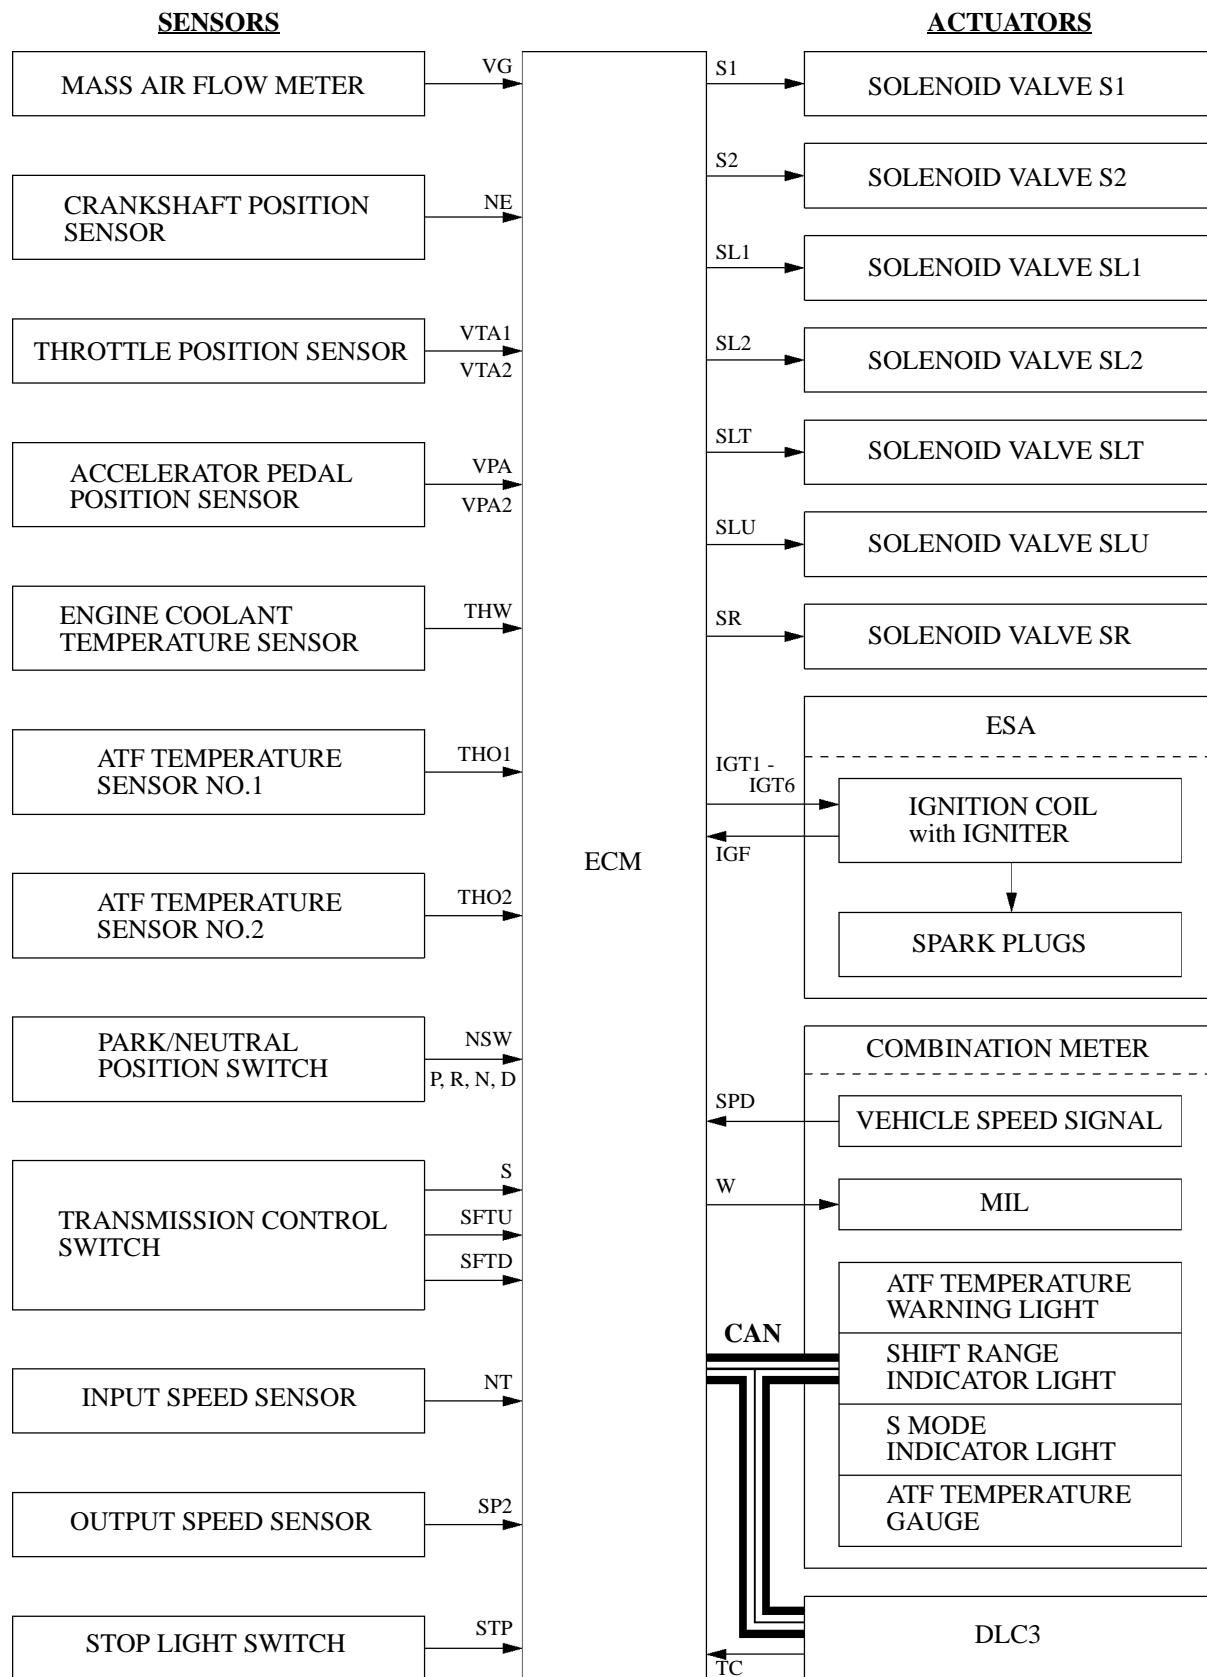 SENSORS
ACTUATORS
MASS AIR FLOW METER
VG
CRANKSHAFT POSITION
SENSOR
NE
THROTTLE POSITION SENSOR
VTA1
VTA2
ACCELERATOR PEDAL
POSITION SENSOR
VPA
VPA2
ENGINE COOLANT
TEMPERATURE SENSOR
THW
ATF TEMPERATURE
SENSOR NO.1
THO1
ATF TEMPERATURE
SENSOR NO.2
THO2
PARK/NEUTRAL
POSITION SWITCH
NSW
P, R, N, D
TRANSMISSION CONTROL
SWITCH
S
SFTU
SFTD
INPUT SPEED SENSOR
NT
OUTPUT SPEED SENSOR
SP2
STOP LIGHT SWITCH
STP
ECM
S1
SOLENOID VALVE S1
S2
SOLENOID VALVE S2
SL1
SOLENOID VALVE SL1
SL2
SOLENOID VALVE SL2
SLT
SOLENOID VALVE SLT
SLU
SOLENOID VALVE SLU
SR
SOLENOID VALVE SR
ESA
IGT1 -
IGT6
IGF
IGNITION COIL
with IGNITER
SPARK PLUGS
COMBINATION METER
SPD
VEHICLE SPEED SIGNAL
W
MIL
ATF TEMPERATURE
WARNING LIGHT
CAN
SHIFT RANGE
INDICATOR LIGHT
S MODE
INDICATOR LIGHT
ATF TEMPERATURE
GAUGE
DLC3
TC